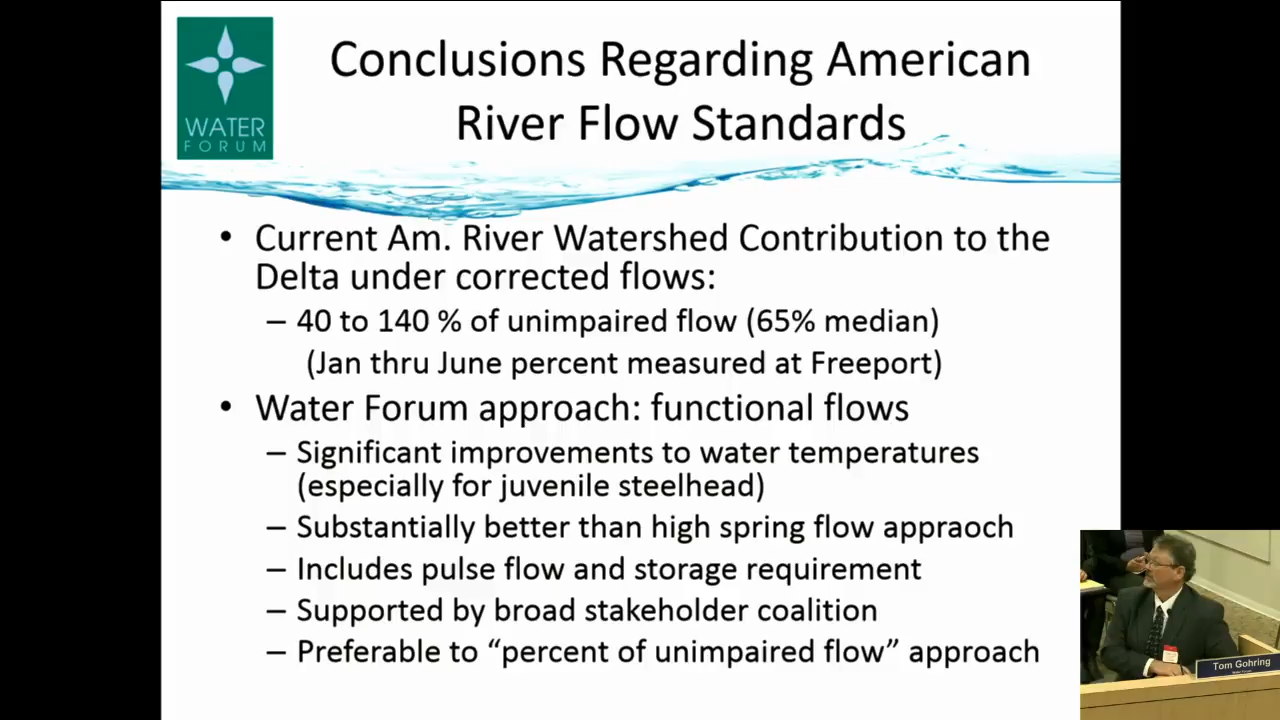 WATER
FORUM
Conclusions Regarding American
River Flow Standards
• Current Am. River Watershed Contribution to the
Delta under corrected flows:
– 40 to 140 % of unimpaired flow (65% median)
(Jan thru June percent measured at Freeport)
• Water Forum approach: functional flows
– Significant improvements to water temperatures
(especially for juvenile steelhead)
– Substantially better than high spring flow appraoch
– Includes pulse flow and storage requirement
– Supported by broad stakeholder coalition
– Preferable to “percent of unimpaired flow” approach
Tom Gohring